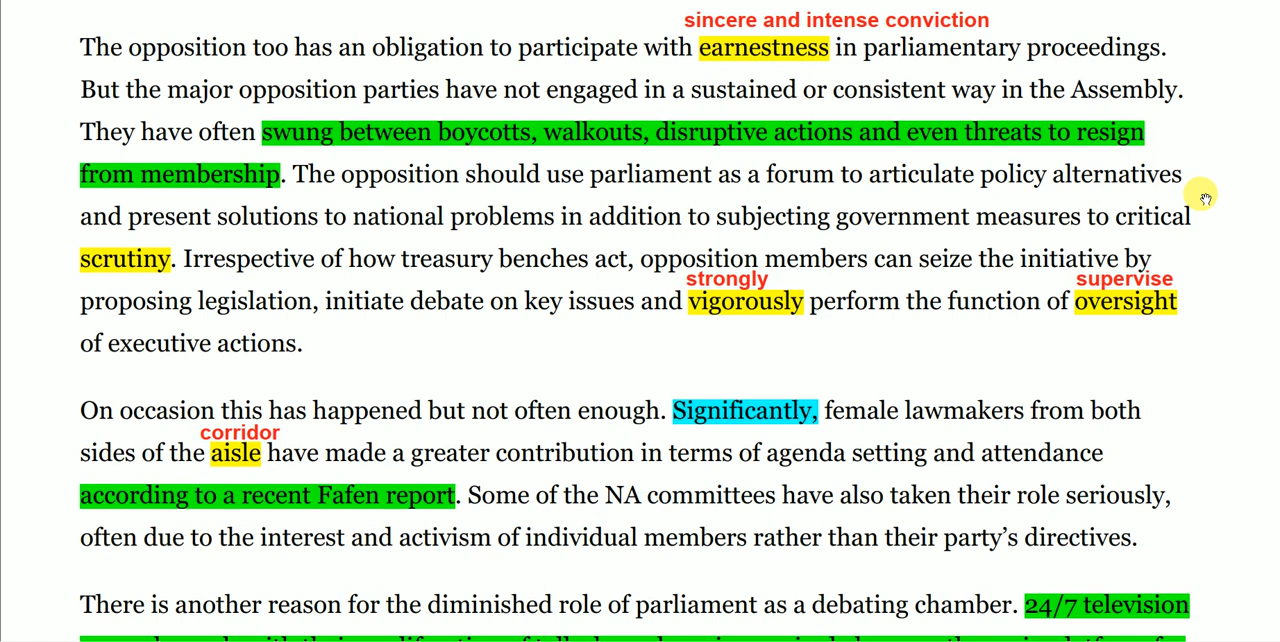 sincere and intense conviction
The opposition too has an obligation to participate with earnestness in parliamentary proceedings.
But the major opposition parties have not engaged in a sustained or consistent way in the Assembly.
They have often swung between boycotts, walkouts, disruptive actions and even threats to resign
from membership. The opposition should use parliament as a forum to articulate policy alternatives
and present solutions to national problems in addition to subjecting government measures to critical
scrutiny. Irrespective of how treasury benches act, opposition members can seize the initiative by
strongly supervise
proposing legislation, initiate debate on key issues and vigorously perform the function of oversight
of executive actions.
On occasion this has happened but not often enough. Significantly, female lawmakers from both
corridor
sides of the aisle have made a greater contribution in terms of agenda setting and attendance
according to a recent Fafen report. Some of the NA committees have also taken their role seriously,
often due to the interest and activism of individual members rather than their party’s directives.
There is another reason for the diminished role of parliament as a debating chamber. 24/7 television